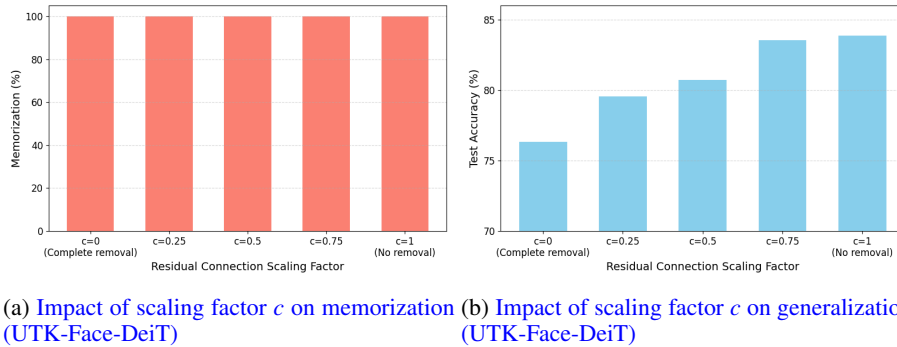 100
80
60
40
20
0
Memorization (%)
c=0
(Complete removal)
c=0.25
c=0.5
c=0.75
c=1
(No removal)
Residual Connection Scaling Factor
85
80
75
70
Test Accuracy (%)
c=0
(Complete removal)
c=0.25
c=0.5
c=0.75
c=1
(No removal)
Residual Connection Scaling Factor
(a) Impact of scaling factor c on memorization
(UTK-Face-DeiT)
(b) Impact of scaling factor c on generalizatio
(UTK-Face-DeiT)